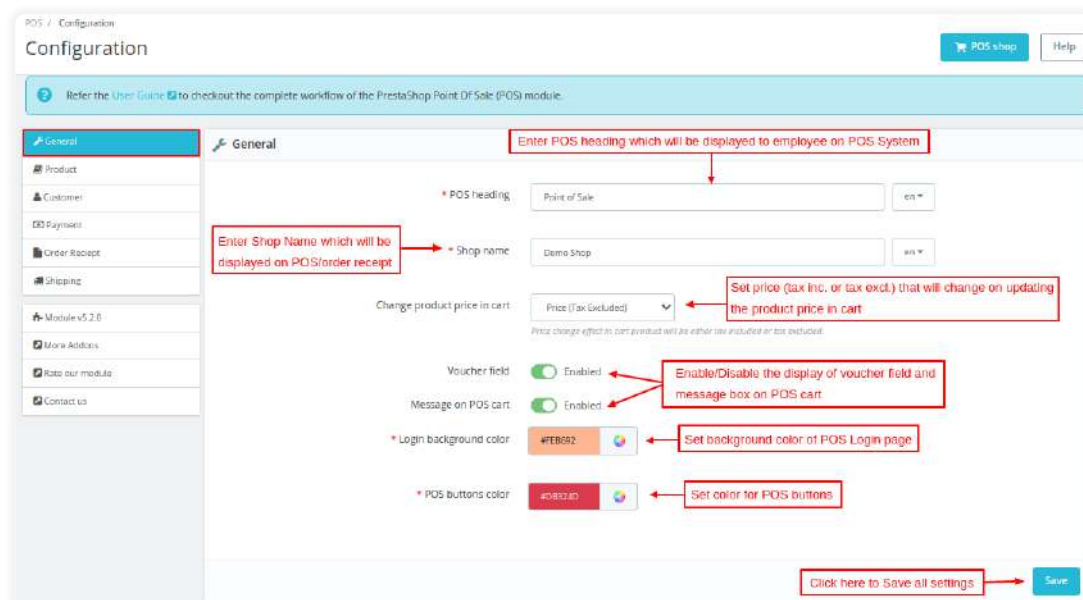 POS / Configuration
Configuration
POS shop
Help
Refer the User Guide to checkout the complete workflow of the PrestaShop Point Of Sale (POS) module.
General
Product
Customer
Payment
Order Reciept
Shipping
Module v5.2.0
More Addons
Rate our module
Contact us
General
Enter POS heading which will be displayed to employee on POS System
* POS heading
Point of Sale
en
Enter Shop Name which will be
displayed on POS/order receipt
* Shop name
Demo Shop
en
Change product price in cart
Price (Tax Excluded)
Set price (tax inc. or tax excl.) that will change on updating
the product price in cart
Price change effect in cart product will be either tax included or tax excluded.
Voucher field
Enabled
Enable/Disable the display of voucher field and
message box on POS cart
Message on POS cart
Enabled
* Login background color
#FEB692
Set background color of POS Login page
* POS buttons color
Set color for POS buttons
Click here to Save all settings
Save